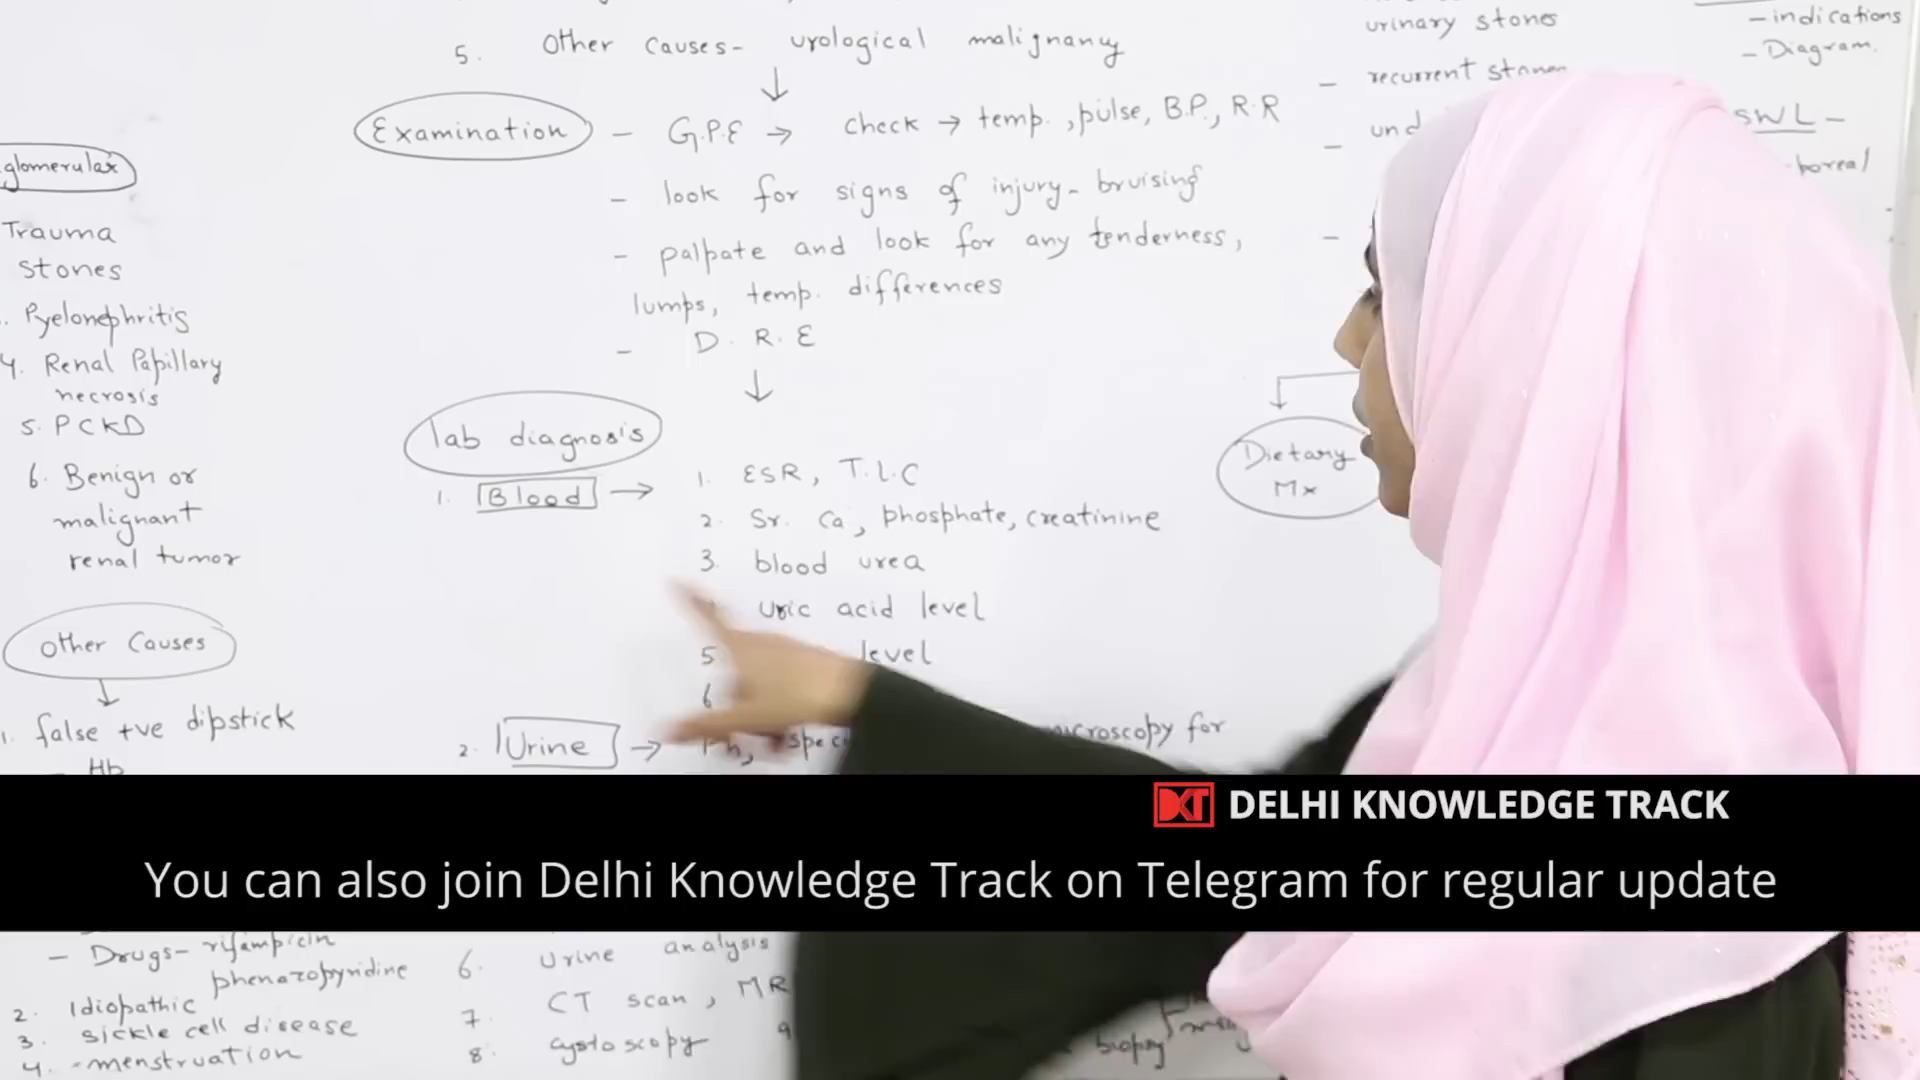 5. Other Causes- urological malignancy
Examination
- G.P.E → check → temp., pulse, B.P., R.R
- look for signs of injury- bruising
- palpate and look for any tenderness,
lumps, temp. differences
- D.R.E
lab diagnosis
1. Blood →
1. ESR, T.L.C
2. Sr. Ca, phosphate, creatinine
3. blood urea
uric acid level
5. level
6
2. Urine →
microscopy for
glomerular
Trauma
stones
Pyelonephritis
4. Renal Papillary
necrosis
5. PCKD
6. Benign or
malignant
renal tumor
Other Causes
1. false +ve dipstick
- Hb
urinary stones
- recurrent stones
-
-
- indications
- Diagram.
SWL -
Dietary
Mx
DKT DELHI KNOWLEDGE TRACK
You can also join Delhi Knowledge Track on Telegram for regular update
- Drugs- rifampicin
phenazopyridine
2. Idiopathic
3. sickle cell disease
4. -menstruation
6. urine analysis
7. CT scan, MR
8. cystoscopy 9
biopsy